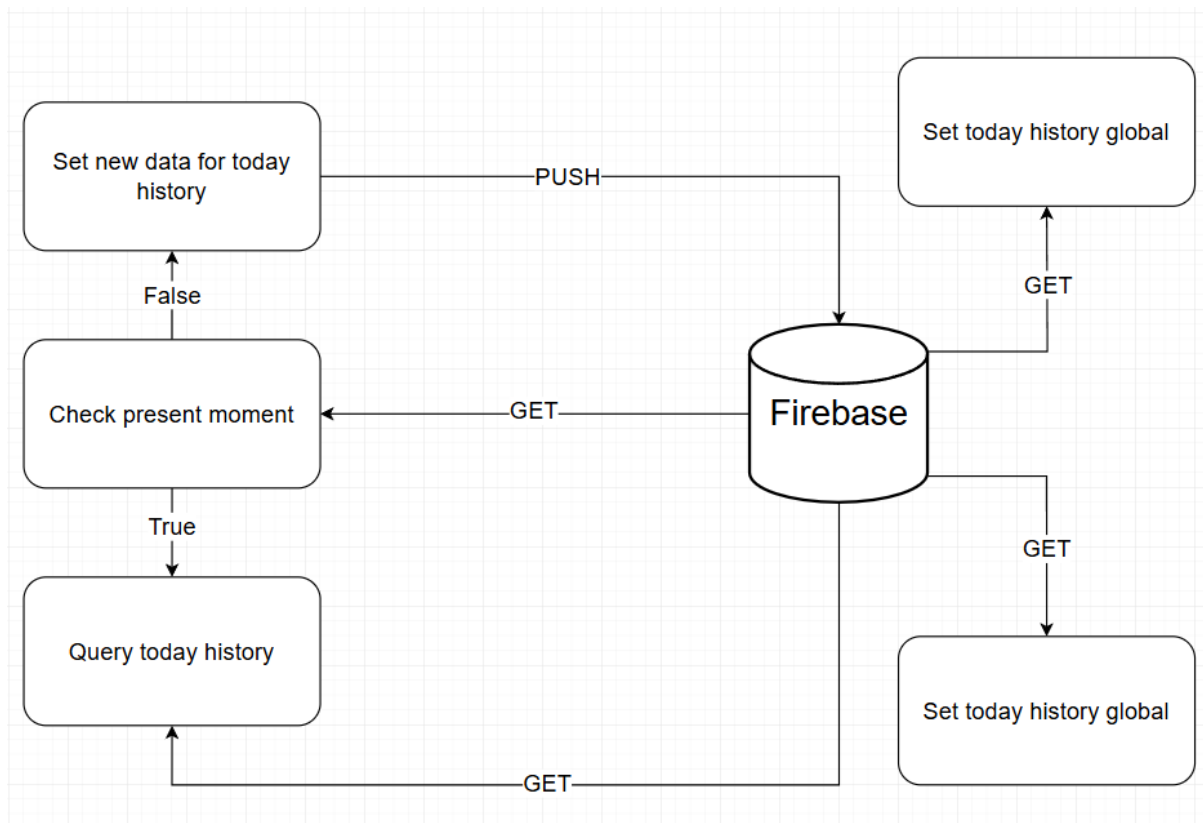 Set today history global
Set new data for today
history
PUSH
GET
False
Check present moment
GET
Firebase
True
GET
Query today history
Set today history global
GET